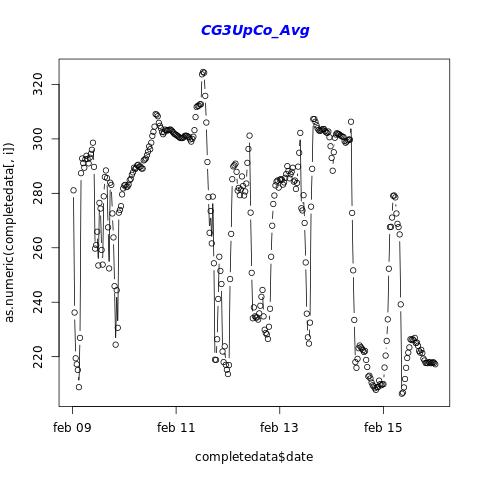 CG3UpCo_Avg
as.numeric(completedata[, i])
320
300
280
260
240
220
feb 09
feb 11
feb 13
feb 15
completedata$date